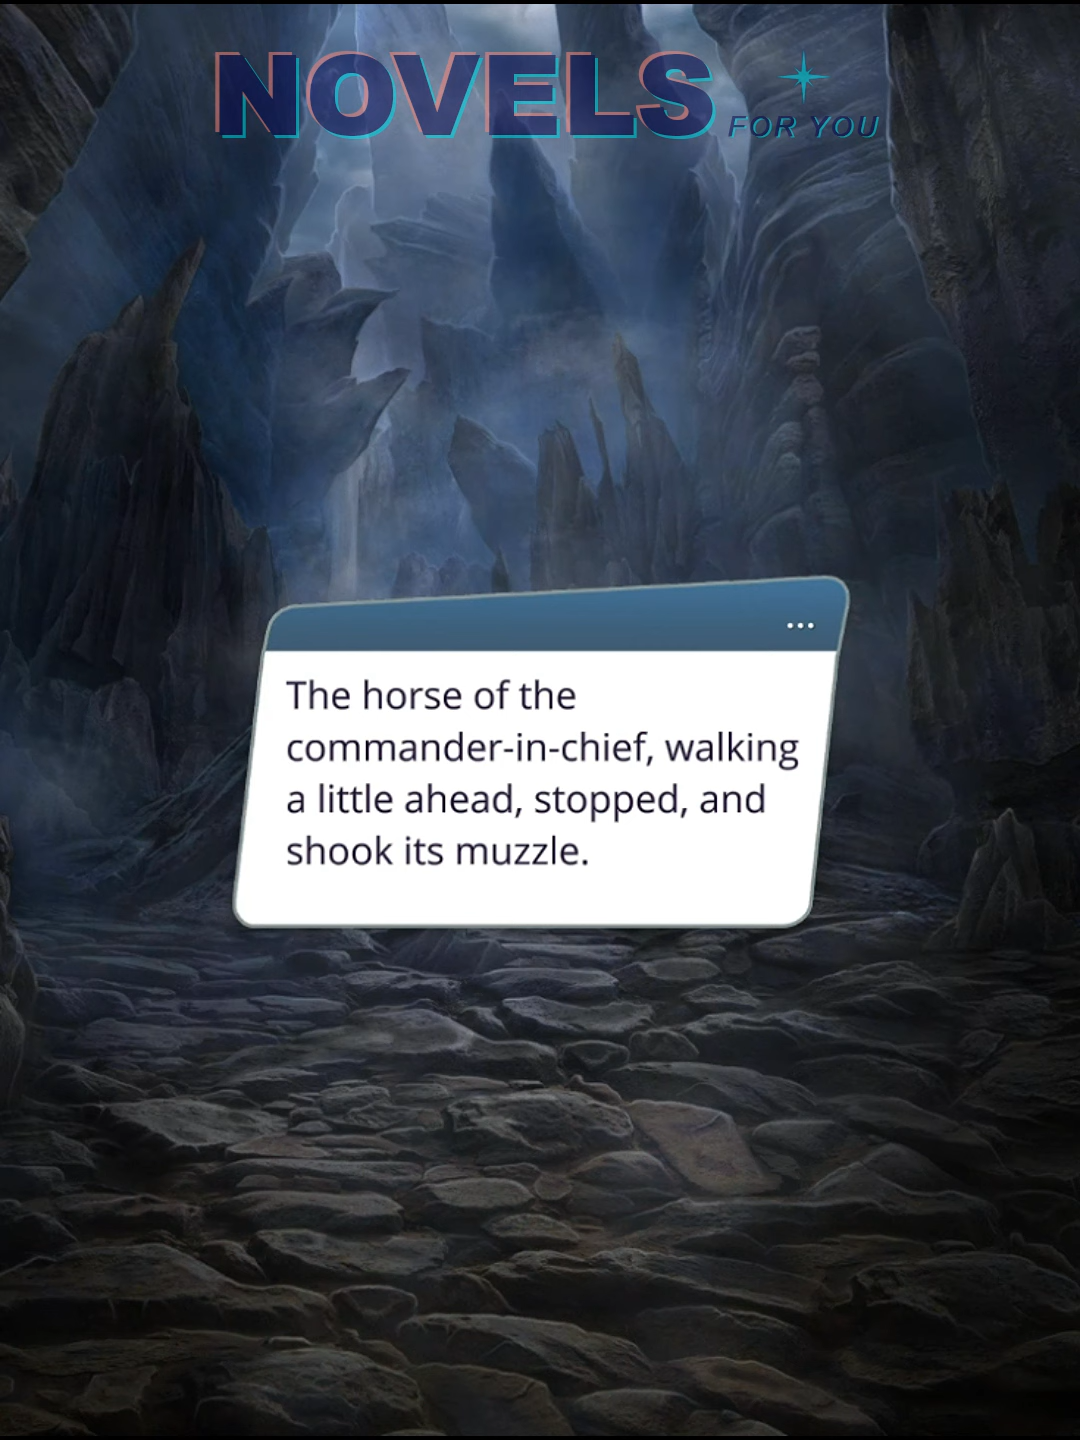 NOVELS
FOR YOU
The horse of the
commander-in-chief, walking
a little ahead, stopped, and
shook its muzzle.